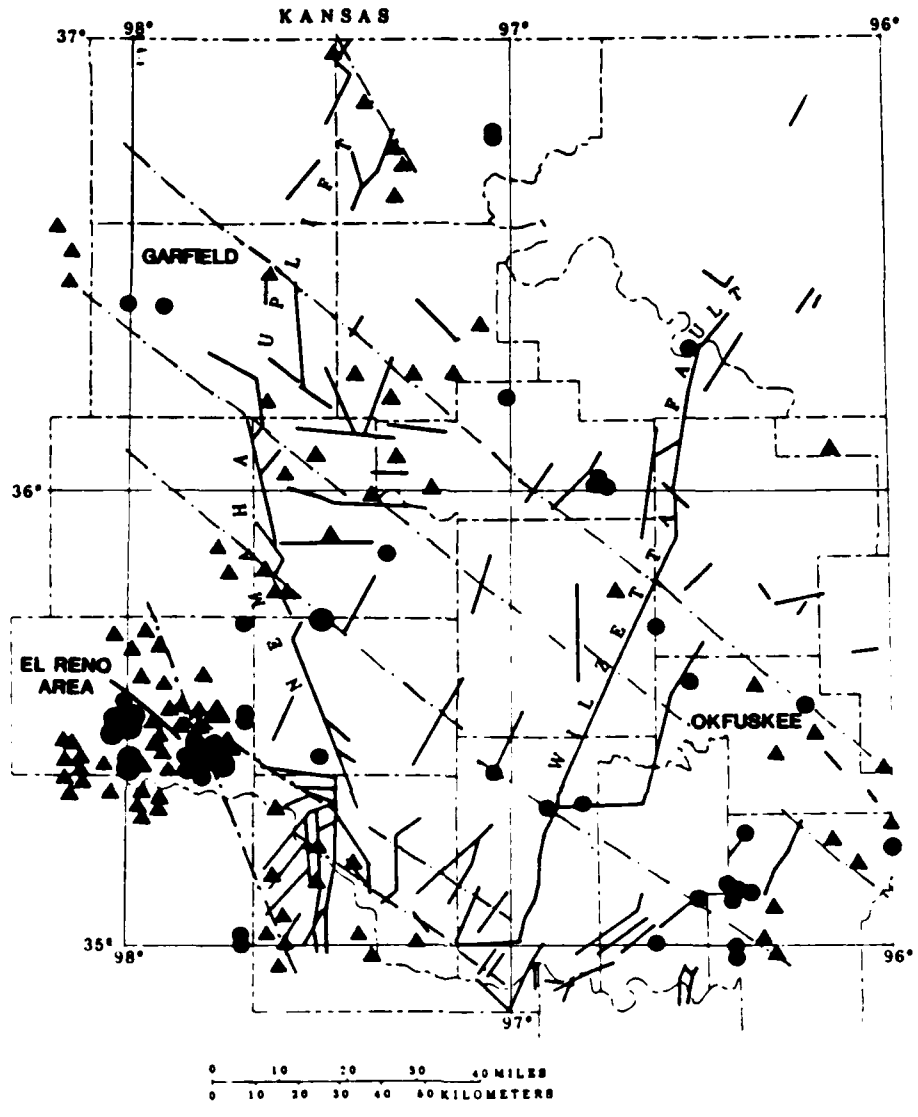 KANSAS
37° 98° 97° 96°
GARFIELD
UPLIFT
FAULT
36°
NEMAHA
WILZETTA
EL RENO
AREA
OKFUSKEE
35°
98° 96°
97°
0 10 20 30 40 MILES
0 10 20 30 40 50 KILOMETERS